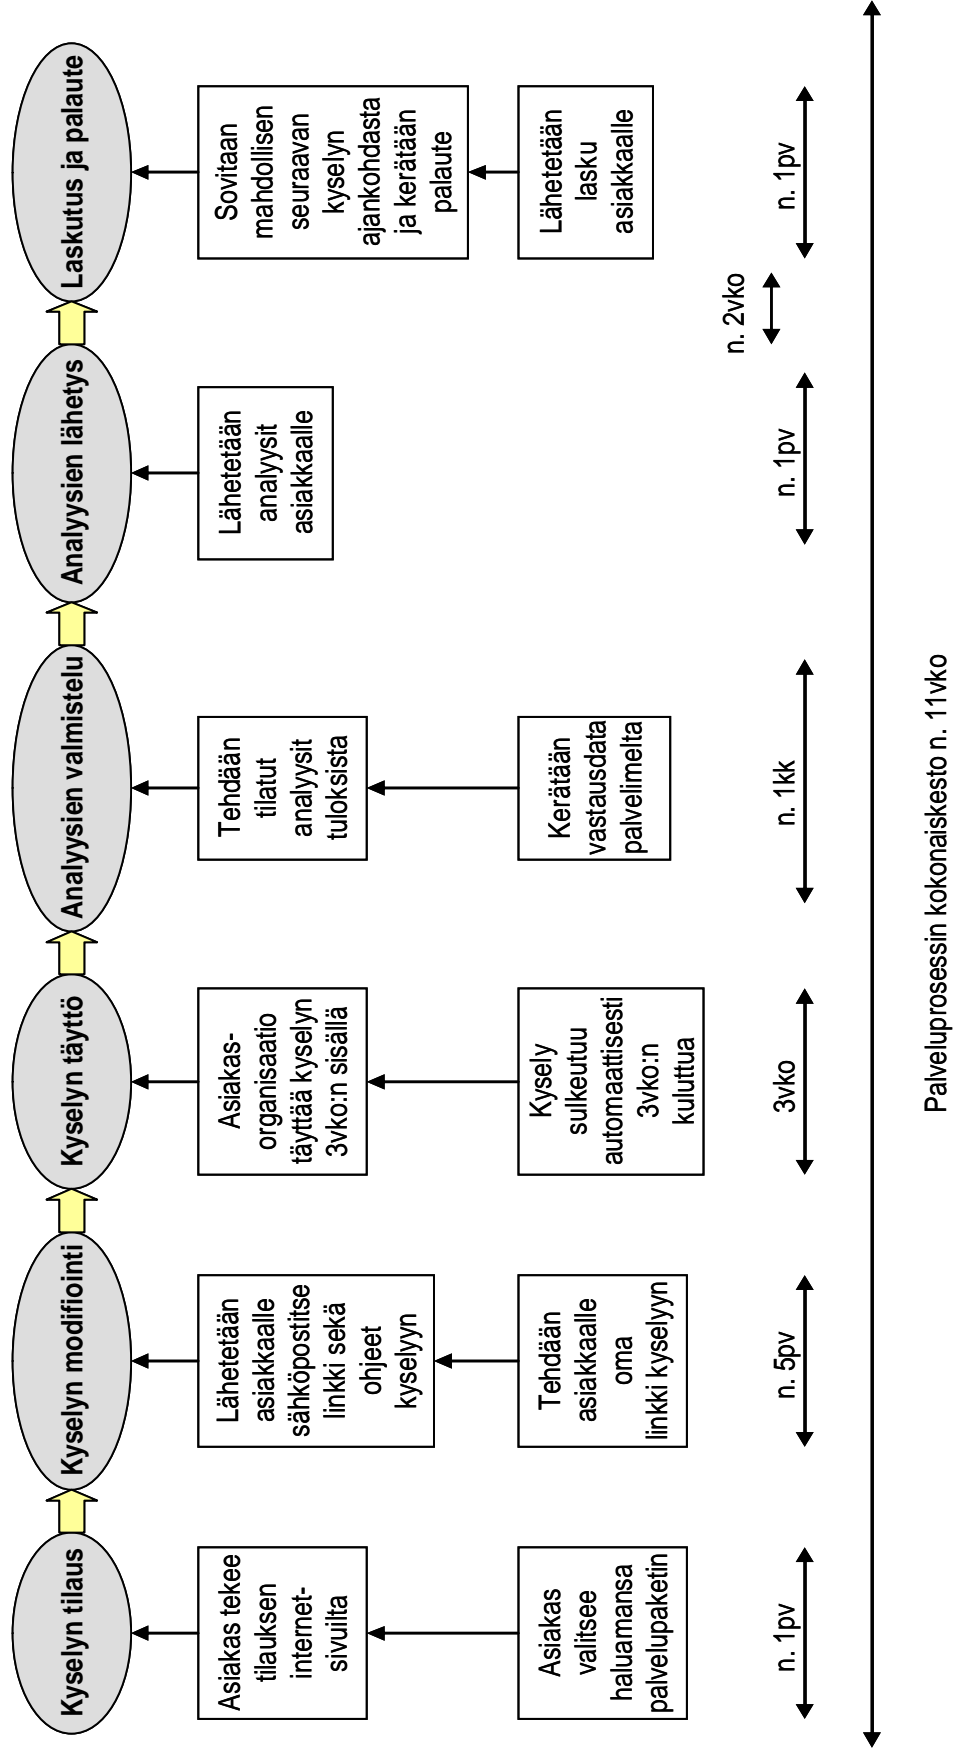 Kyselyn tilaus
Kyselyn modifiointi
Kyselyn täyttö
Analyysien valmistelu
Analyysien lähetys
Laskutus ja palaute
Asiakas tekee
tilauksen
internet-
sivuilta
Lähetetään
asiakkaalle
sähköpostitse
linkki sekä
ohjeet
kyselyyn
Asiakas-
organisaatio
täyttää kyselyn
3vko:n sisällä
Tehdään
tilatut
analyysit
tuloksista
Lähetetään
analyysit
asiakkaalle
Sovitaan
mahdollisen
seuraavan
kyselyn
ajankohdasta
ja kerätään
palaute
Asiakas
valitsee
haluamansa
palvelupaketin
Tehdään
asiakkaalle
oma
linkki kyselyyn
Kysely
sulkeutuu
automaattisesti
3vko:n
kuluttua
Kerätään
vastausdata
palvelimelta
Lähetetään
lasku
asiakkaalle
n. 1pv
n. 5pv
3vko
n. 1kk
n. 1pv
n. 2vko
n. 1pv
Palveluprosessin kokonaiskesto n. 11vko